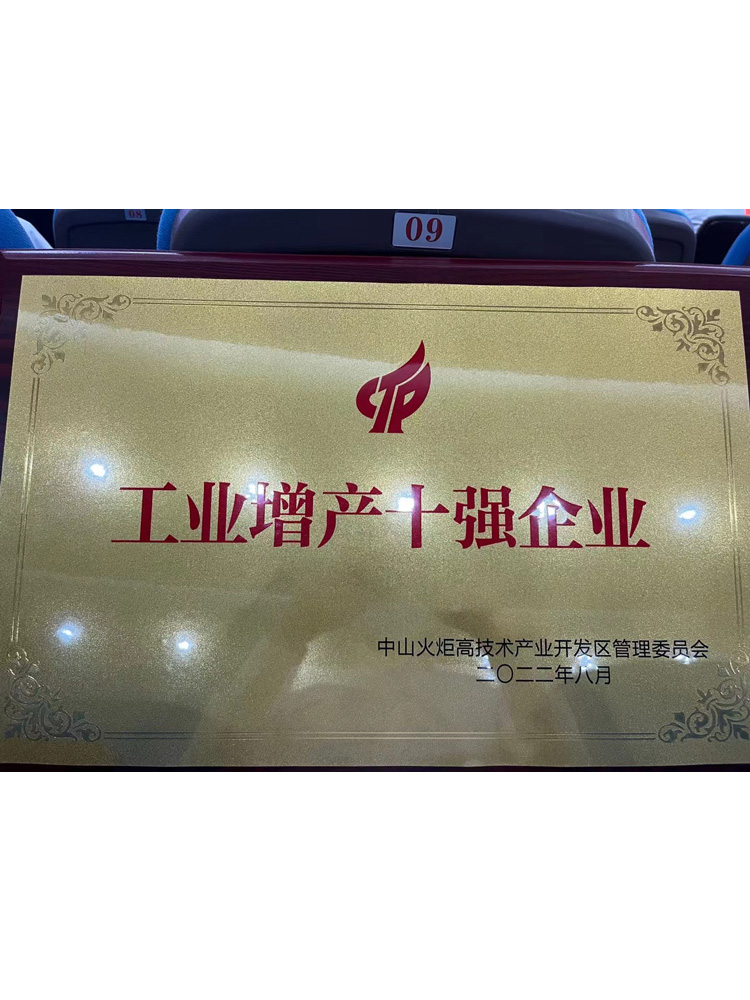 08
09
CTP
工业增产十强企业
中山火炬高技术产业开发区管理委员会
二〇二二年八月